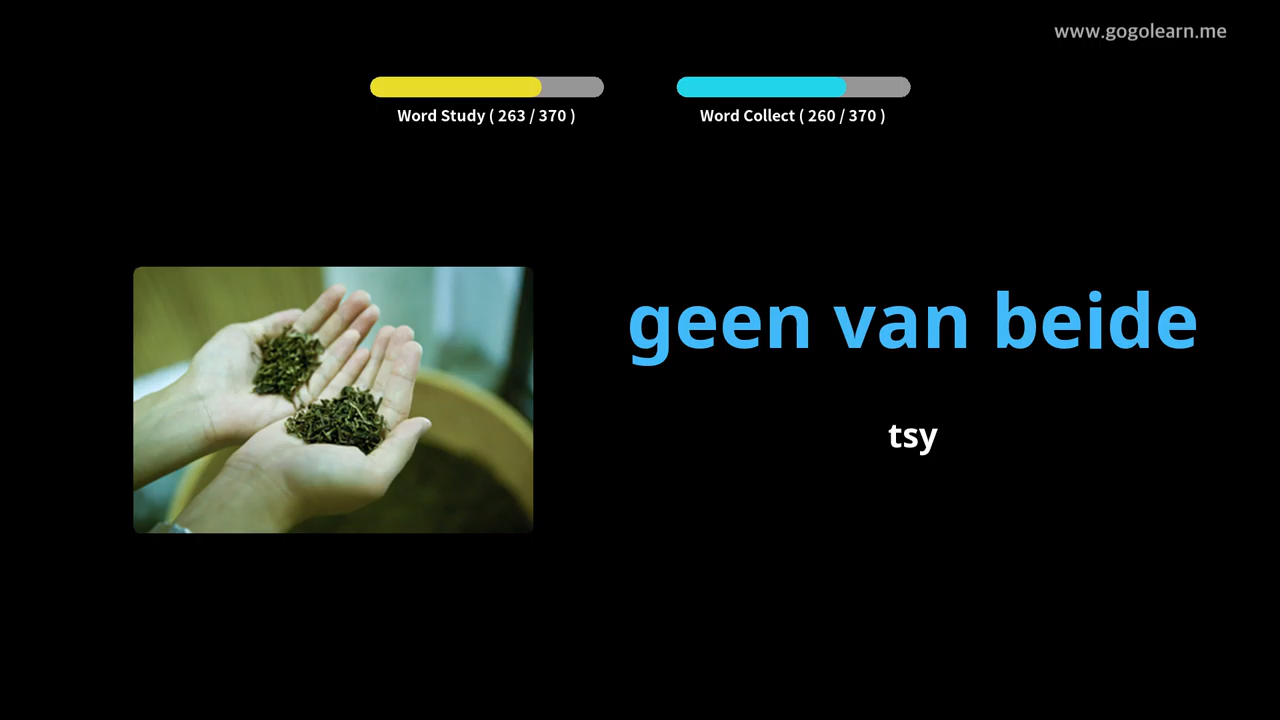 www.gogolearn.me
Word Study ( 263 / 370 )
Word Collect ( 260 / 370 )
geen van beide
tsy